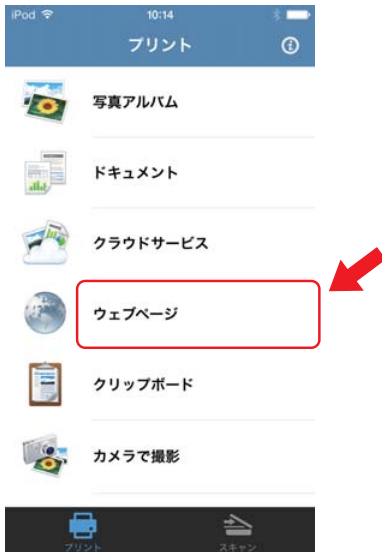 iPod 10:14
プリント
写真アルバム
ドキュメント
クラウドサービス
ウェブページ
クリップボード
カメラで撮影
プリント スキャン